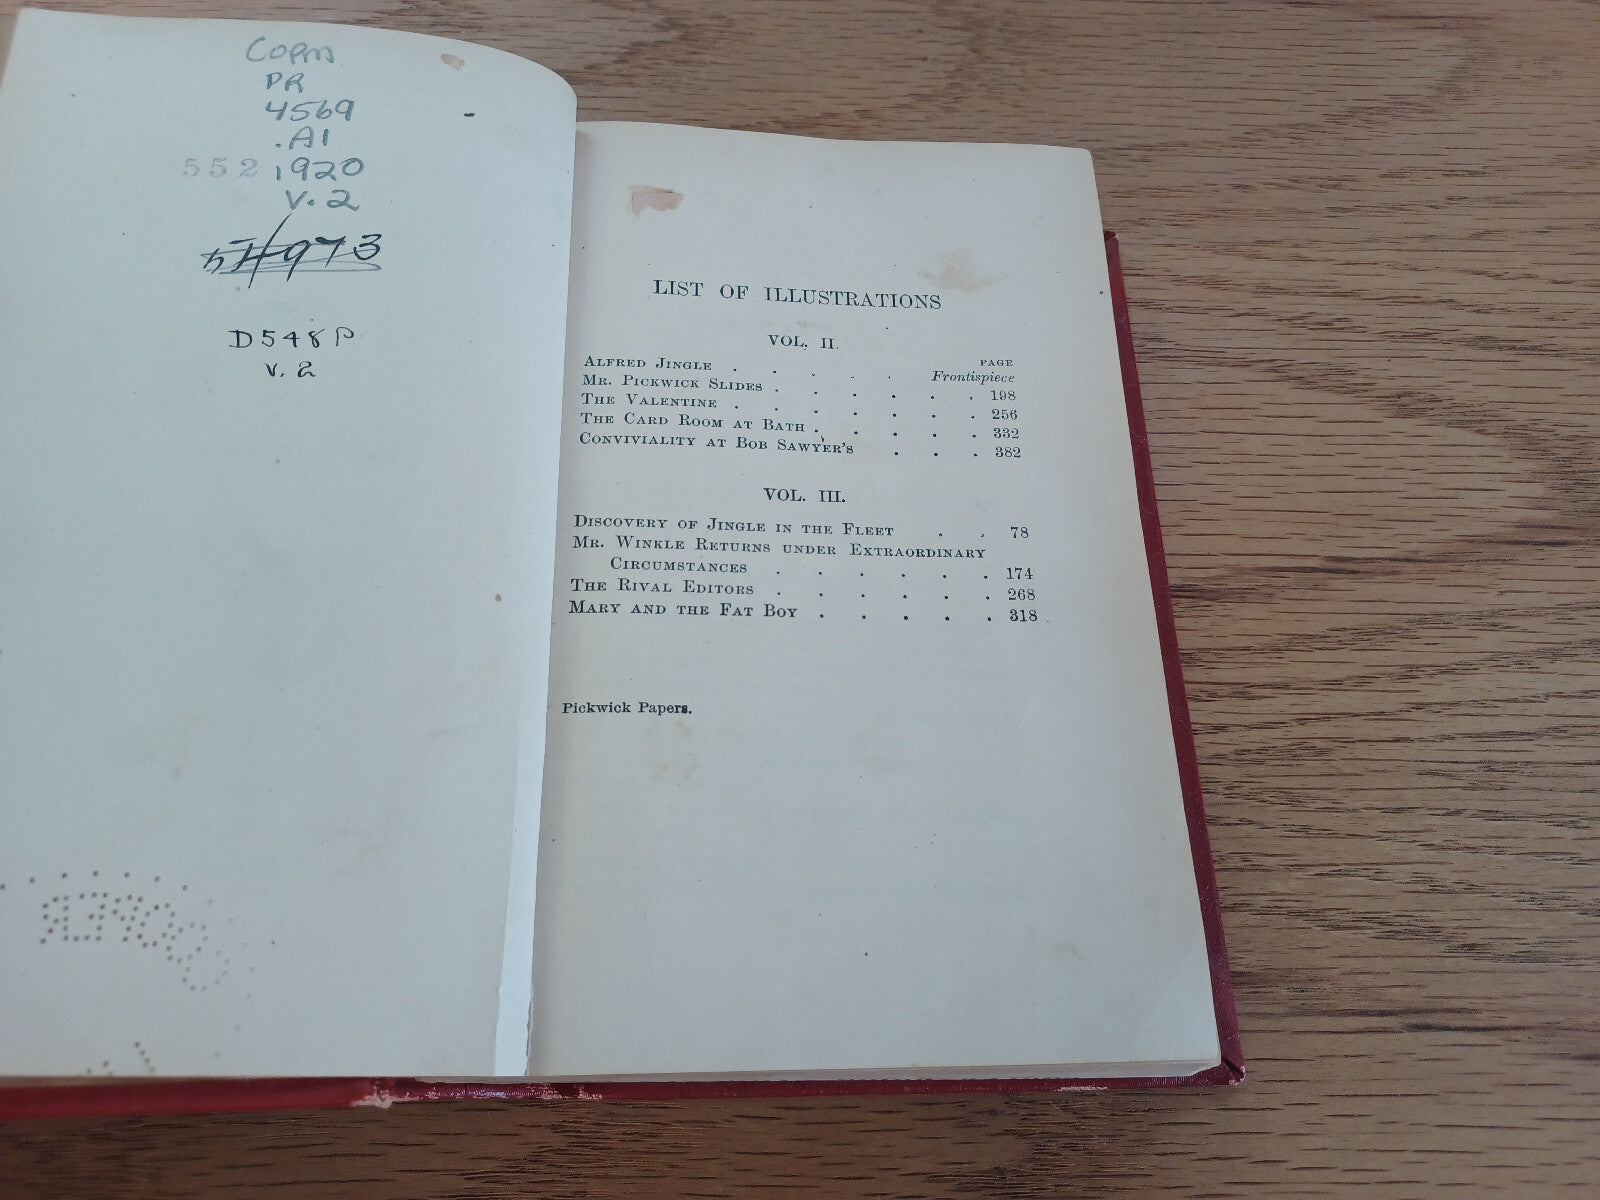 Copm
PR
4569
.A1
552 1920
v.2
D548P
v. 2
LIST OF ILLUSTRATIONS
VOL. II.
PAGE
ALFRED JINGLE . . . . . Frontispiece
MR. PICKWICK SLIDES . . . . . . 198
THE VALENTINE . . . . . . . 256
THE CARD ROOM AT BATH . . . . . 332
CONVIVIALITY AT BOB SAWYER'S . . . 382
VOL. III.
DISCOVERY OF JINGLE IN THE FLEET . . 78
MR. WINKLE RETURNS UNDER EXTRAORDINARY
CIRCUMSTANCES . . . . . . 174
THE RIVAL EDITORS . . . . . . 268
MARY AND THE FAT BOY . . . . . 318
Pickwick Papers.